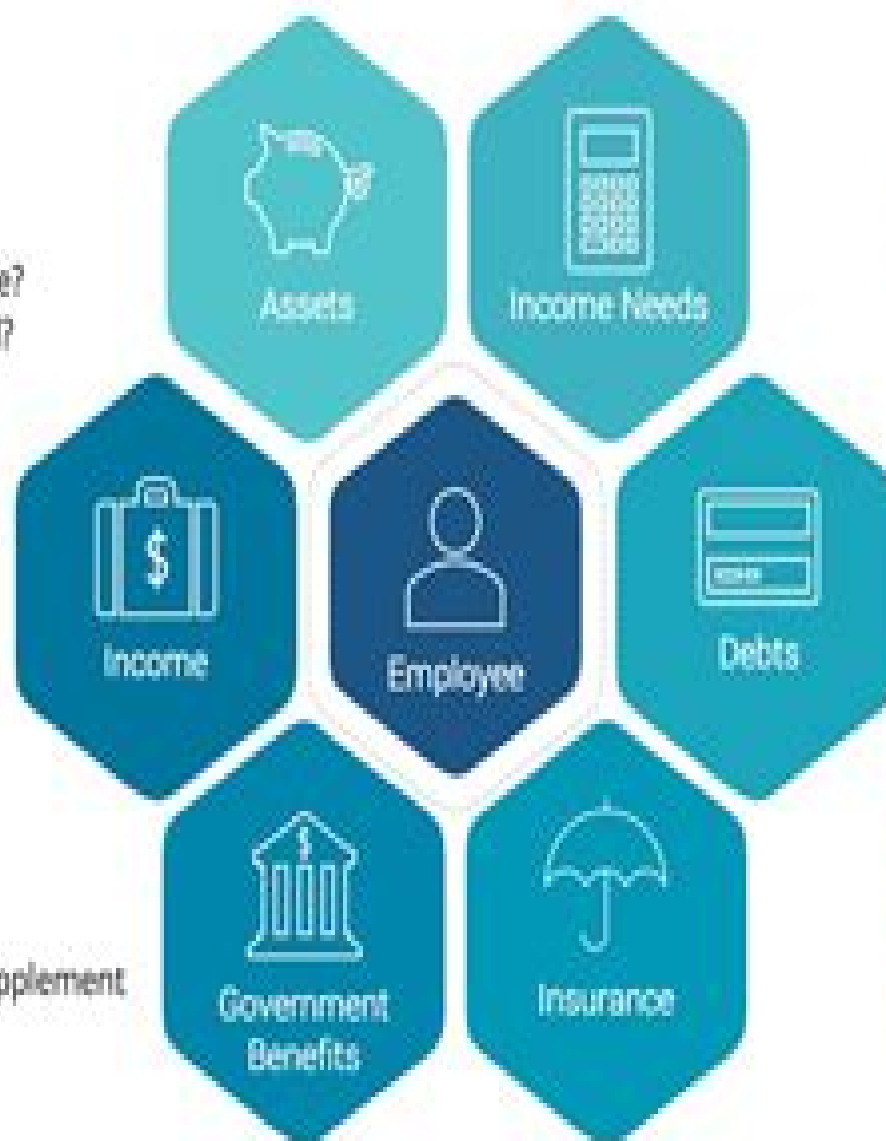 Assets
Income Needs
Income
$
Employee
Debts
$
Government
Benefits
Insurance